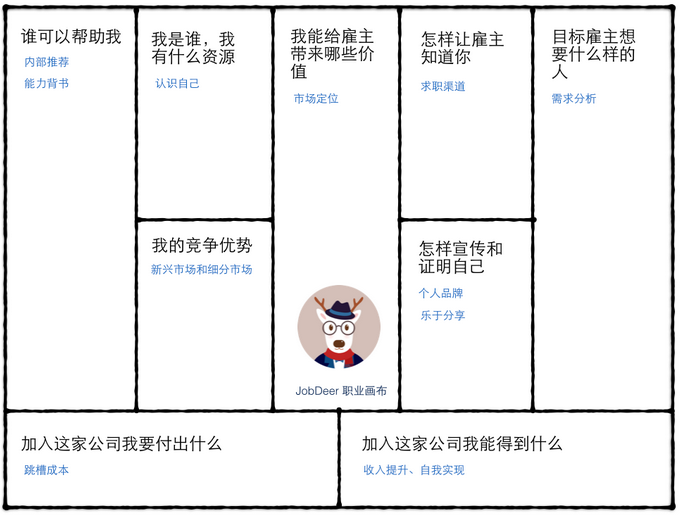 谁可以帮助我
内部推荐
能力背书
我是谁，我
有什么资源
认识自己
我的竞争优势
新兴市场和细分市场
我能给雇主
带来哪些价
值
市场定位
JobDeer 职业画布
怎样让雇主
知道你
求职渠道
怎样宣传和
证明自己
个人品牌
乐于分享
目标雇主想
要什么样的
人
需求分析
加入这家公司我要付出什么
跳槽成本
加入这家公司我能得到什么
收入提升、自我实现